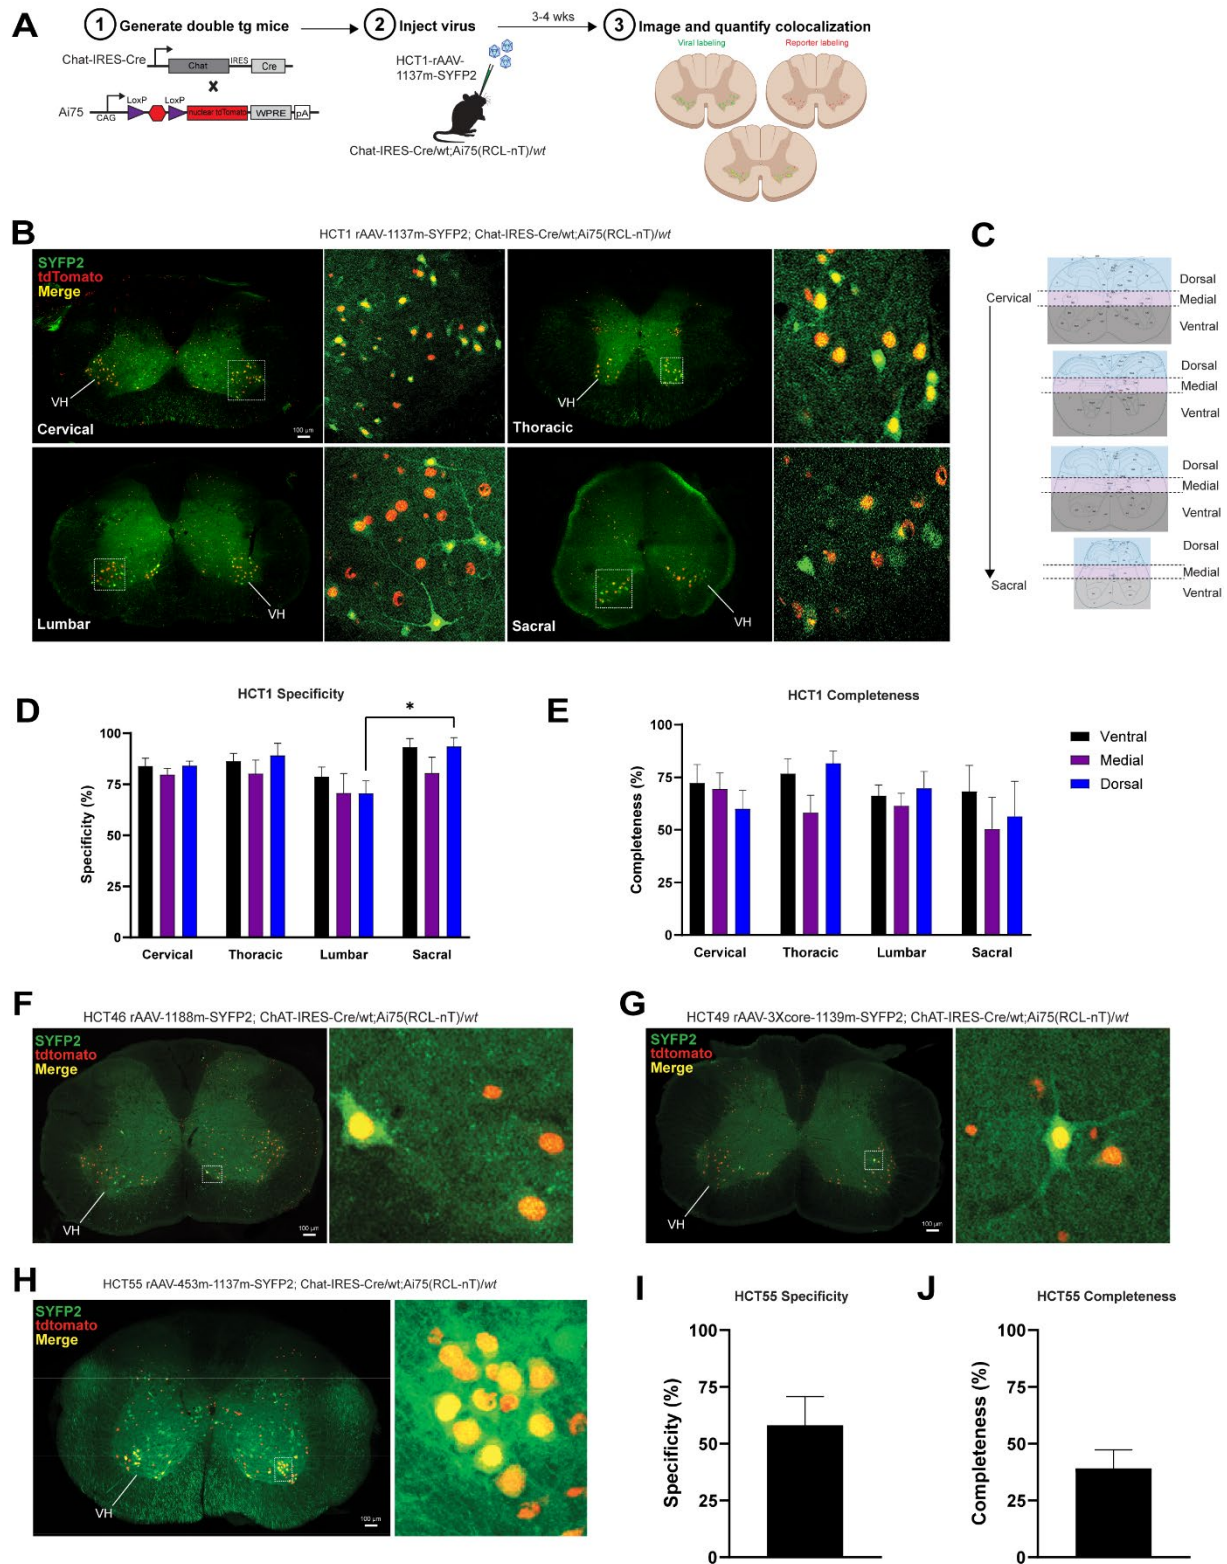 A
1 Generate double tg mice
2 Inject virus
3-4 wks
3 Image and quantify colocalization
Chat-IRES-Cre
Chat
IRES
Cre
x
Ai75
CAG
LoxP
LoxP
nuclear tdTomato
WPRE
pA
HCT1-rAAV-
1137m-SYFP2
Chat-IRES-Cre/wt;Ai75(RCL-nT)/wt
Viral labeling
Reporter labeling
B
HCT1 rAAV-1137m-SYFP2; Chat-IRES-Cre/wt;Ai75(RCL-nT)/wt
SYFP2
tdTomato
Merge
VH
Cervical
100 µm
VH
Thoracic
Lumbar
VH
Sacral
VH
C
Cervical
Sacral
Dorsal
Medial
Ventral
Dorsal
Medial
Ventral
Dorsal
Medial
Ventral
Dorsal
Medial
Ventral
D
HCT1 Specificity
Specificity (%)
100
75
50
25
0
*
Cervical
Thoracic
Lumbar
Sacral
E
HCT1 Completeness
Completeness (%)
100
75
50
25
0
Cervical
Thoracic
Lumbar
Sacral
Ventral
Medial
Dorsal
F
HCT46 rAAV-1188m-SYFP2; ChAT-IRES-Cre/wt;Ai75(RCL-nT)/wt
SYFP2
tdtomato
Merge
VH
100 µm
G
HCT49 rAAV-3Xcore-1139m-SYFP2; ChAT-IRES-Cre/wt;Ai75(RCL-nT)/wt
SYFP2
tdtomato
Merge
VH
100 µm
H
HCT55 rAAV-453m-1137m-SYFP2; Chat-IRES-Cre/wt;Ai75(RCL-nT)/wt
SYFP2
tdtomato
Merge
VH
100 µm
I
HCT55 Specificity
Specificity (%)
100
75
50
25
0
J
HCT55 Completeness
Completeness (%)
100
75
50
25
0